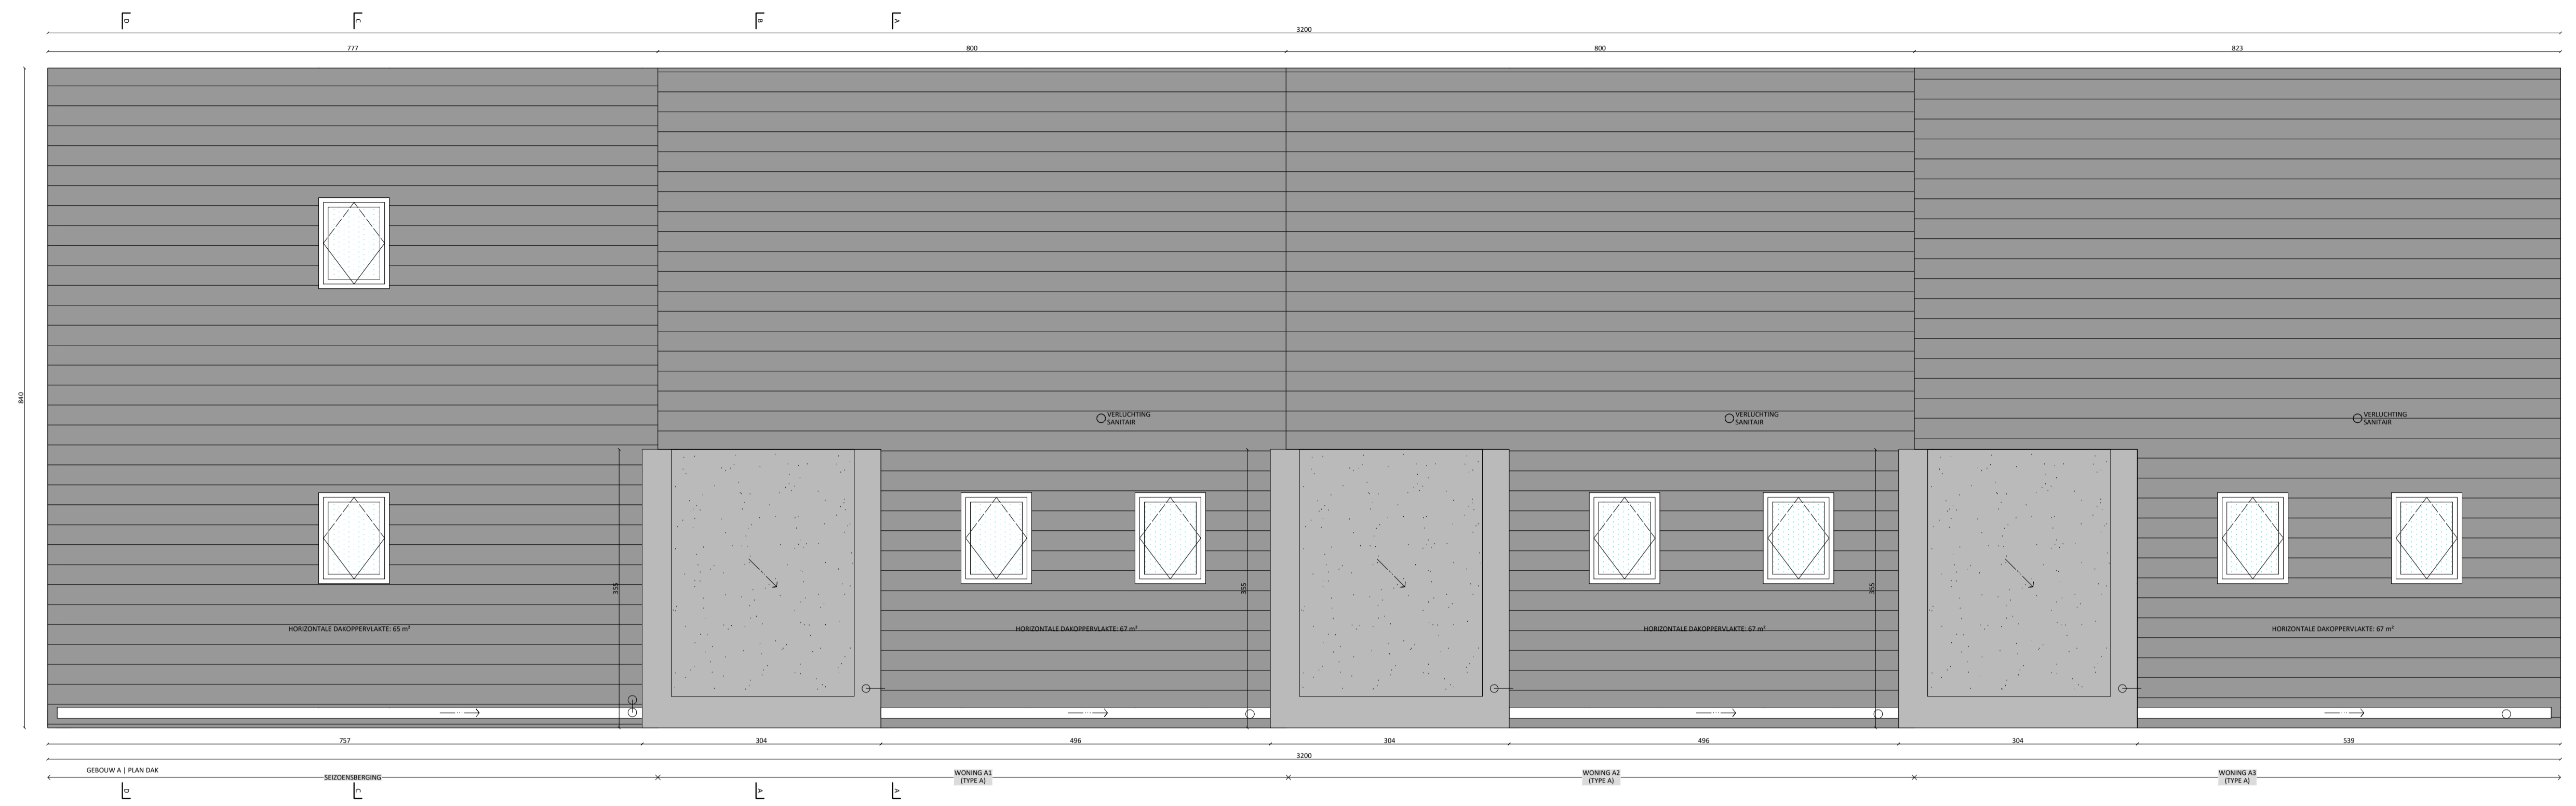 D
C
B
A
3200
777
800
800
823
840
VERLUCHTING
SANITAIR
VERLUCHTING
SANITAIR
VERLUCHTING
SANITAIR
355
355
355
HORIZONTALE DAKOPPERVLAKTE: 65 m²
HORIZONTALE DAKOPPERVLAKTE: 67 m²
HORIZONTALE DAKOPPERVLAKTE: 67 m²
HORIZONTALE DAKOPPERVLAKTE: 67 m²
757
304
496
304
496
304
539
3200
GEBOUW A | PLAN DAK
SEIZOENSBERGING
WONING A1
(TYPE A)
WONING A2
(TYPE A)
WONING A3
(TYPE A)
D
C
A
A